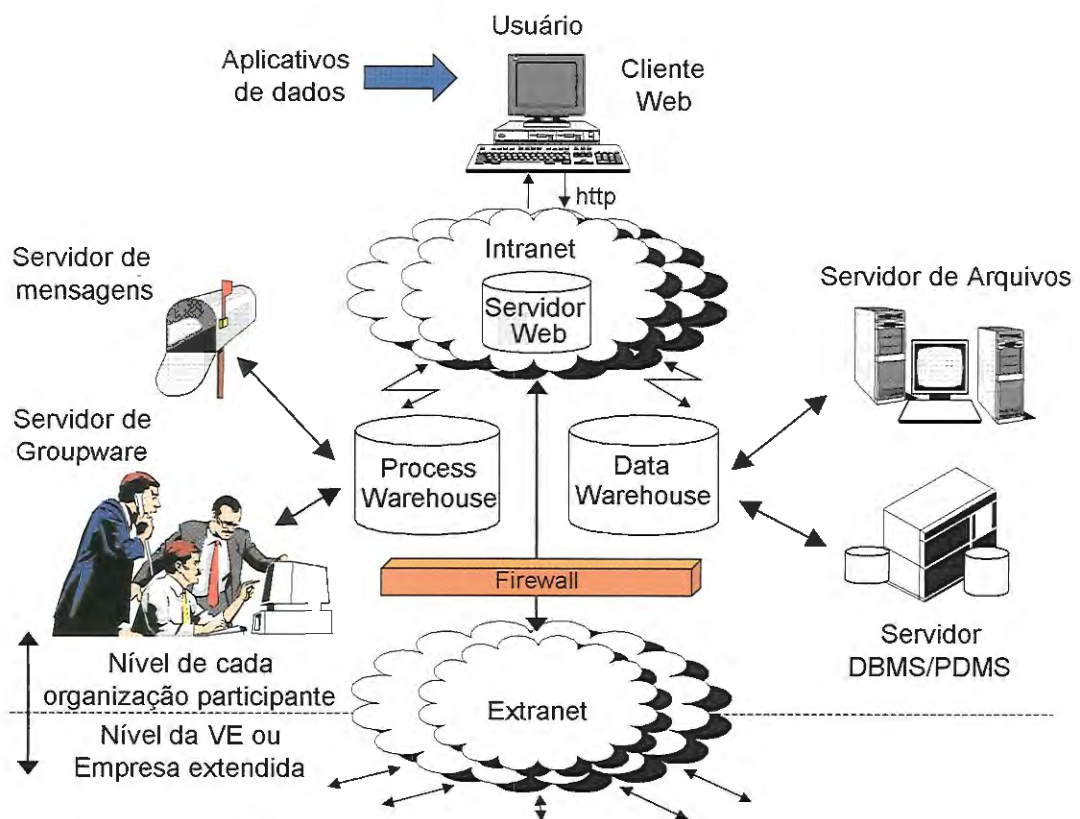 Usuário
Aplicativos
de dados
Cliente
Web
http
Intranet
Servidor
Web
Servidor de
mensagens
Servidor de Arquivos
Servidor de
Groupware
Process
Warehouse
Data
Warehouse
Firewall
Servidor
DBMS/PDMS
Nível de cada
organização participante
Extranet
Nível da VE ou
Empresa extendida